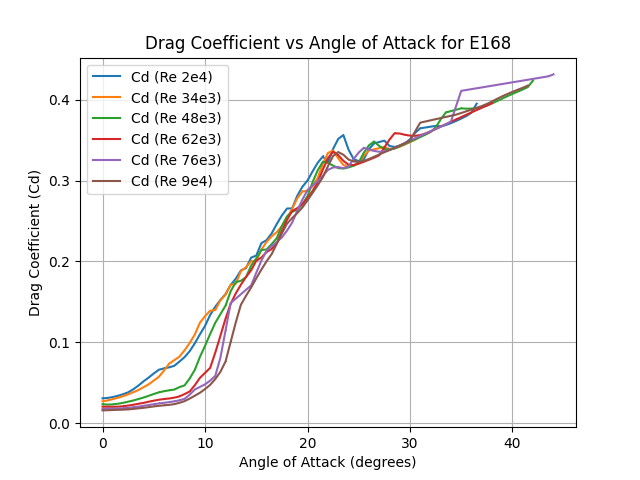 Drag Coefficient vs Angle of Attack for E168
Cd (Re 2e4)
Cd (Re 34e3)
Cd (Re 48e3)
Cd (Re 62e3)
Cd (Re 76e3)
Cd (Re 9e4)
Drag Coefficient (Cd)
0.4
0.3
0.2
0.1
0.0
0 10 20 30 40
Angle of Attack (degrees)